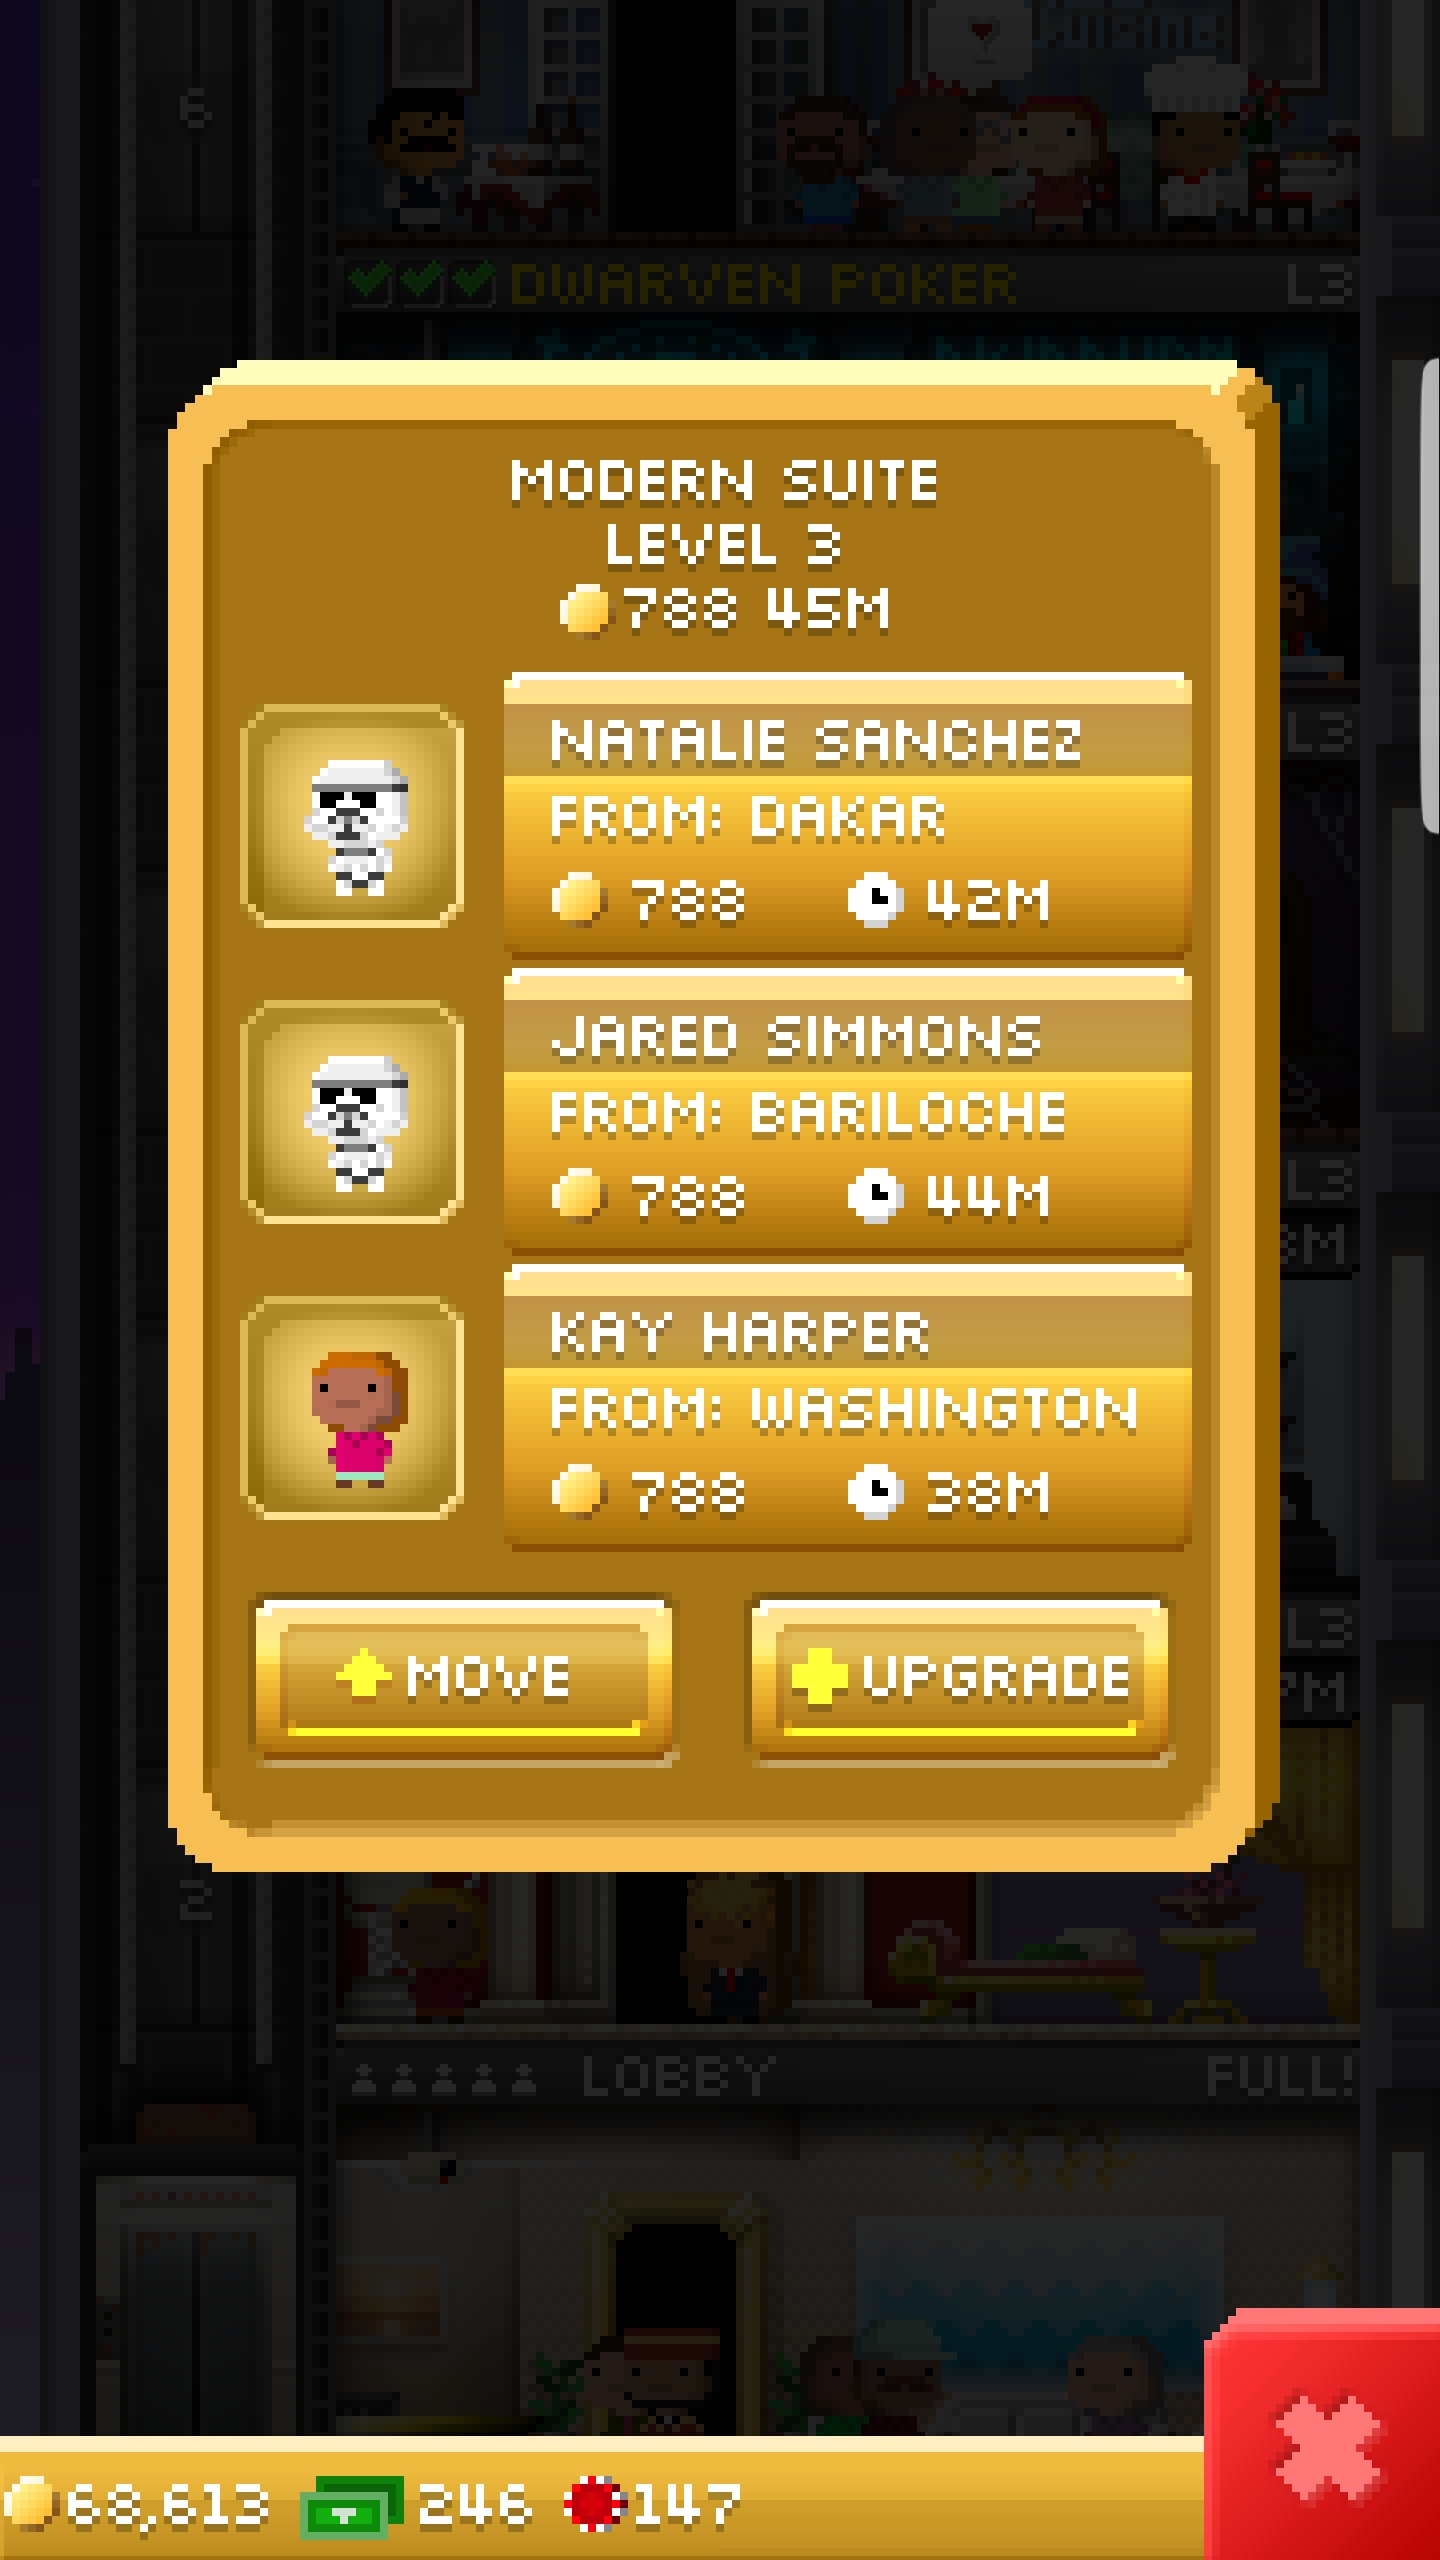 Cuisine!
6
DWARVEN POKER L3
MODERN SUITE
LEVEL 3
788 45M
L3
NATALIE SANCHEZ
FROM: DAKAR
788 42M
JARED SIMMONS
FROM: BARILOCHE
L3
788 44M
KAY HARPER
FROM: WASHINGTON
788 38M
L3
MOVE UPGRADE
2
LOBBY FULL!
68,613 246 147